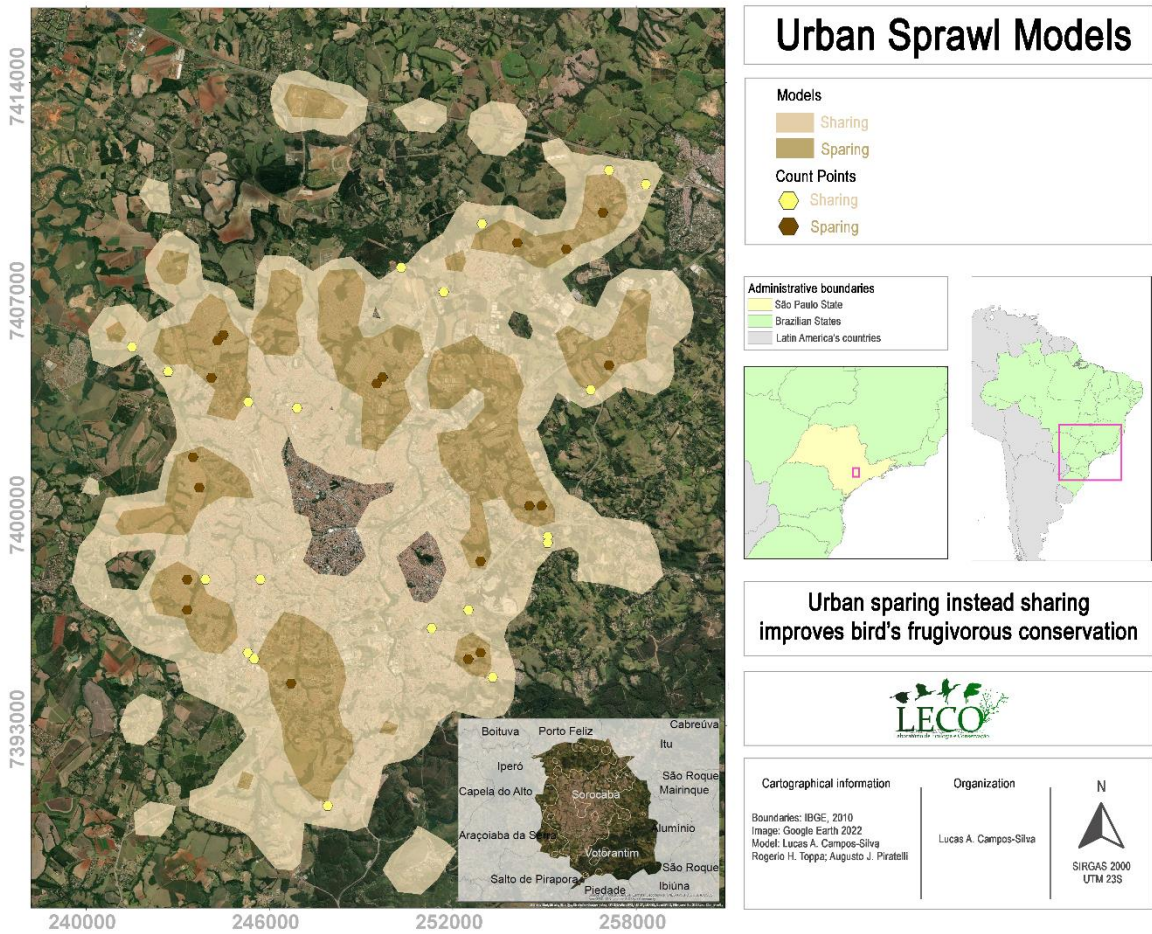 Urban Sprawl Models
Models
Sharing
Sparing
Count Points
Sharing
Sparing
Administrative boundaries
São Paulo State
Brazilian States
Latin America's countries
Urban sparing instead sharing
improves bird's frugivorous conservation
LECO
Laboratório de Ecologia e Conservação
Cartographical information
Boundaries: IBGE, 2010
Image: Google Earth 2022
Model: Lucas A. Campos-Silva
Rogerio H. Toppa; Augusto J. Piratelli
Organization
Lucas A. Campos-Silva
N
SIRGAS 2000
UTM 23S
7414000
7407000
7400000
7393000
240000
246000
252000
258000
Boituva
Porto Feliz
Cabreúva
Itu
Iperó
São Roque
Capela do Alto
Sorocaba
Mairinque
Araçoiaba da Serra
Alumínio
Votorantim
São Roque
Salto de Pirapora
Piedade
Ibiúna